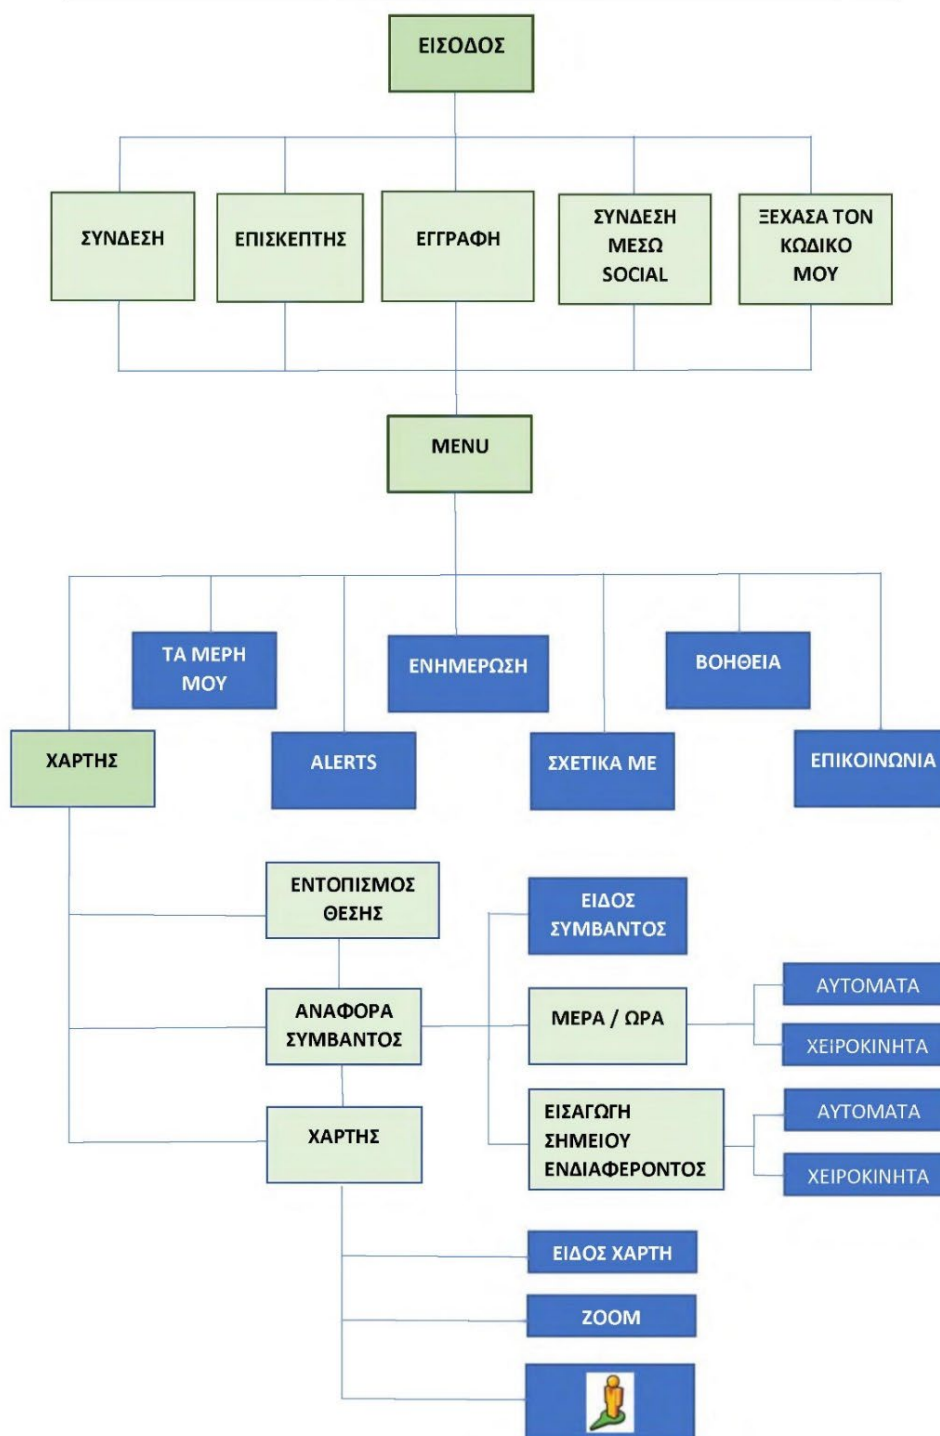 ΕΙΣΟΔΟΣ
ΣΥΝΔΕΣΗ
ΕΠΙΣΚΕΠΤΗΣ
ΕΓΓΡΑΦΗ
ΣΥΝΔΕΣΗ
ΜΕΣΩ
SOCIAL
ΞΕΧΑΣΑ ΤΟΝ
ΚΩΔΙΚΟ
ΜΟΥ
MENU
ΤΑ ΜΕΡΗ
ΜΟΥ
ΕΝΗΜΕΡΩΣΗ
ΒΟΗΘΕΙΑ
ΧΑΡΤΗΣ
ALERTS
ΣΧΕΤΙΚΑ ΜΕ
ΕΠΙΚΟΙΝΩΝΙΑ
ΕΝΤΟΠΙΣΜΟΣ
ΘΕΣΗΣ
ΕΙΔΟΣ
ΣΥΜΒΑΝΤΟΣ
ΑΝΑΦΟΡΑ
ΣΥΜΒΑΝΤΟΣ
ΜΕΡΑ / ΩΡΑ
ΑΥΤΟΜΑΤΑ
ΧΕΙΡΟΚΙΝΗΤΑ
ΧΑΡΤΗΣ
ΕΙΣΑΓΩΓΗ
ΣΗΜΕΙΟΥ
ΕΝΔΙΑΦΕΡΟΝΤΟΣ
ΑΥΤΟΜΑΤΑ
ΧΕΙΡΟΚΙΝΗΤΑ
ΕΙΔΟΣ ΧΑΡΤΗ
ZOOM